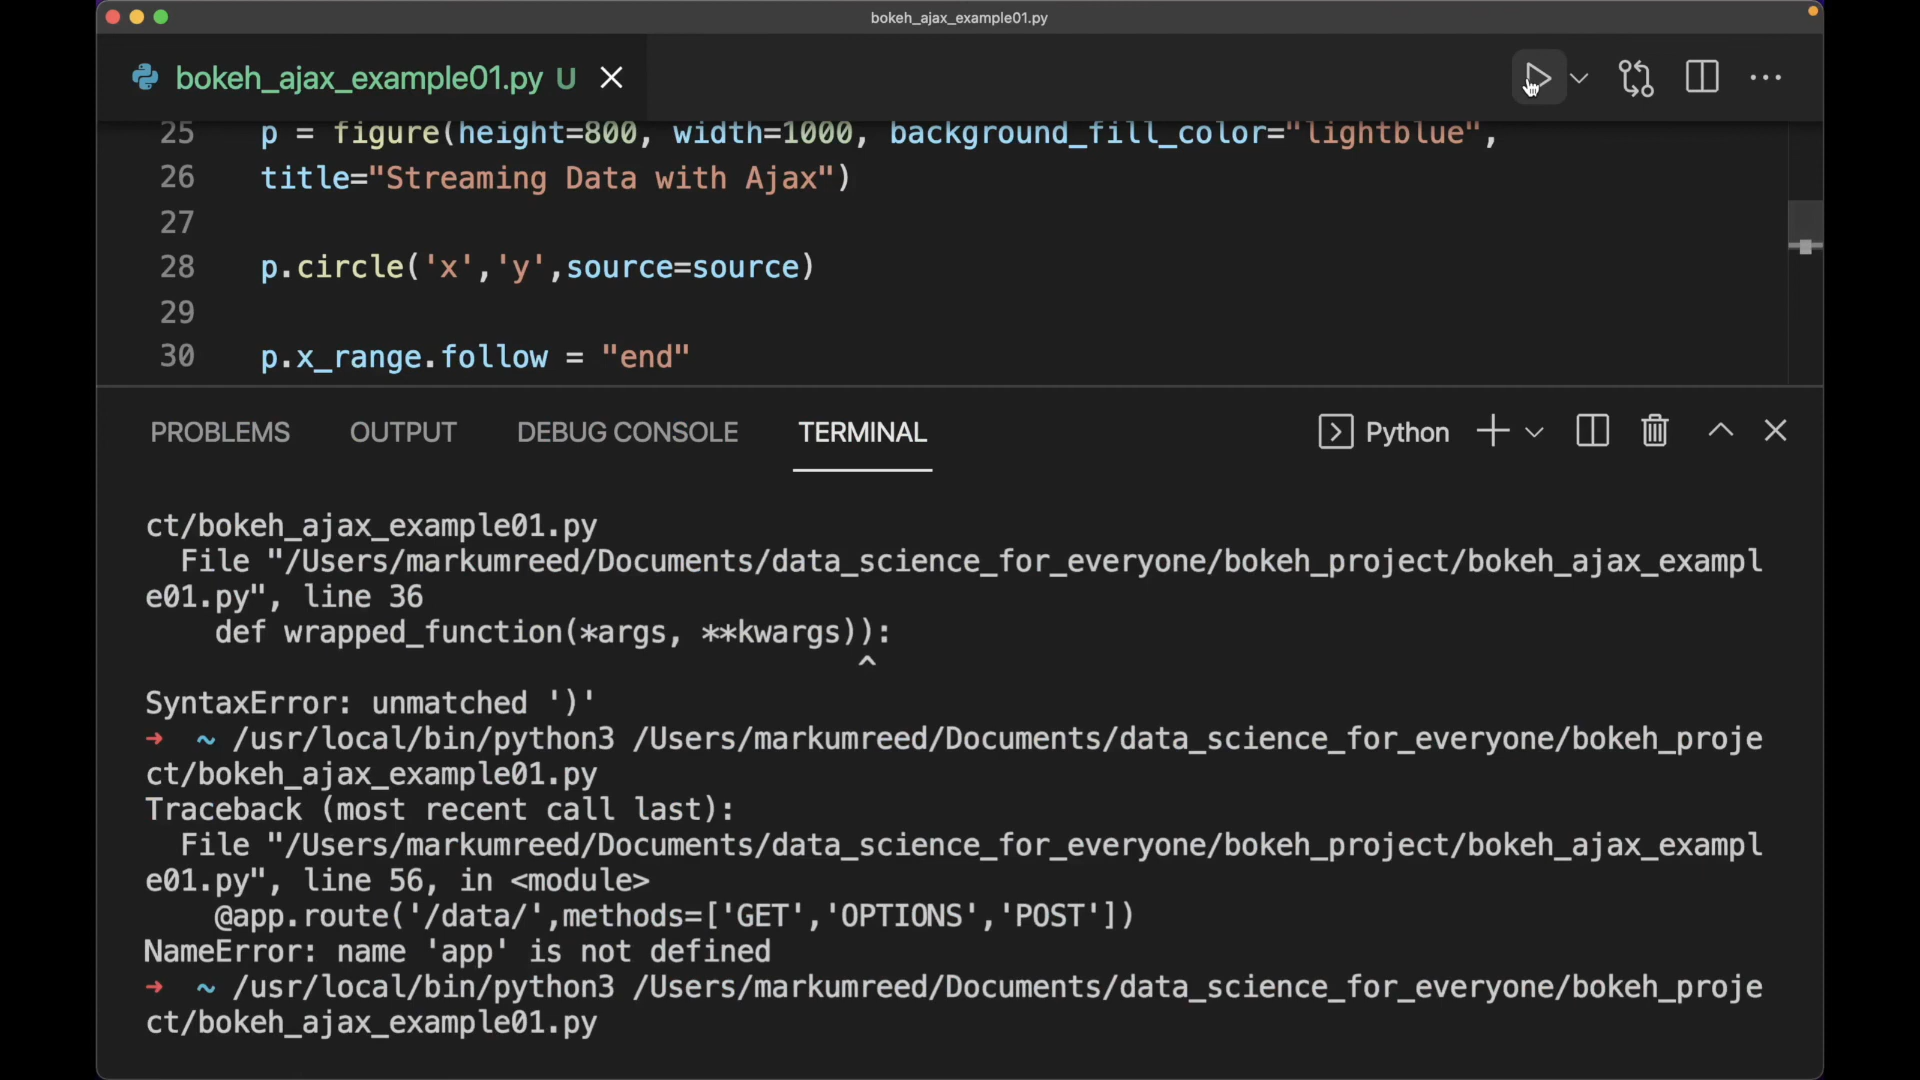 bokeh_ajax_example01.py
bokeh_ajax_example01.py U
25 p = figure(height=800, width=1000, background_fill_color="lightblue",
26 title="Streaming Data with Ajax")
27
28 p.circle('x','y',source=source)
29
30 p.x_range.follow = "end"
PROBLEMS OUTPUT DEBUG CONSOLE TERMINAL Python
ct/bokeh_ajax_example01.py
File "/Users/markumreed/Documents/data_science_for_everyone/bokeh_project/bokeh_ajax_exampl
e01.py", line 36
def wrapped_function(*args, **kwargs)):
^
SyntaxError: unmatched ')'
➜ ~ /usr/local/bin/python3 /Users/markumreed/Documents/data_science_for_everyone/bokeh_proje
ct/bokeh_ajax_example01.py
Traceback (most recent call last):
File "/Users/markumreed/Documents/data_science_for_everyone/bokeh_project/bokeh_ajax_exampl
e01.py", line 56, in <module>
@app.route('/data/',methods=['GET','OPTIONS','POST'])
NameError: name 'app' is not defined
➜ ~ /usr/local/bin/python3 /Users/markumreed/Documents/data_science_for_everyone/bokeh_proje
ct/bokeh_ajax_example01.py